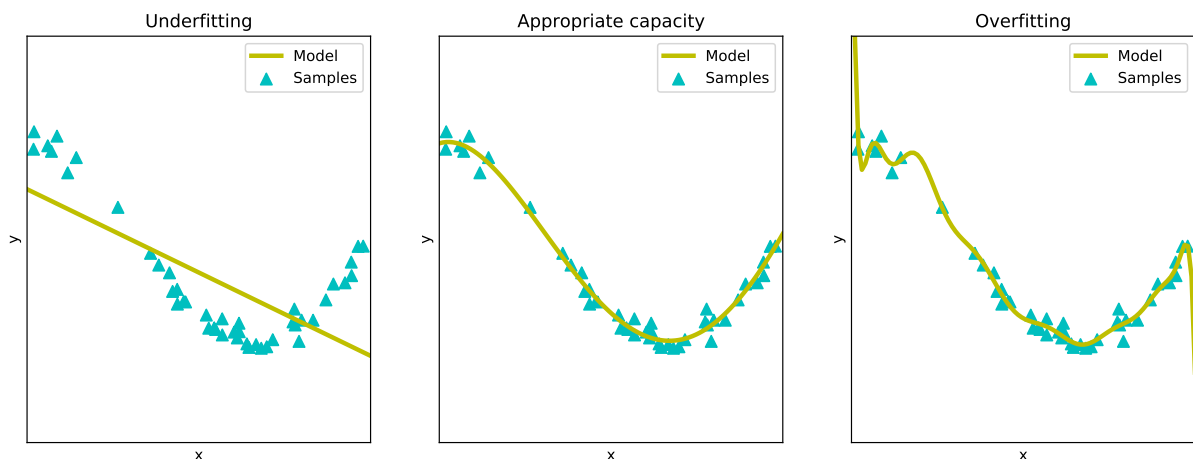 Underfitting
Model
Samples
y
x
Appropriate capacity
Model
Samples
y
x
Overfitting
Model
Samples
y
x